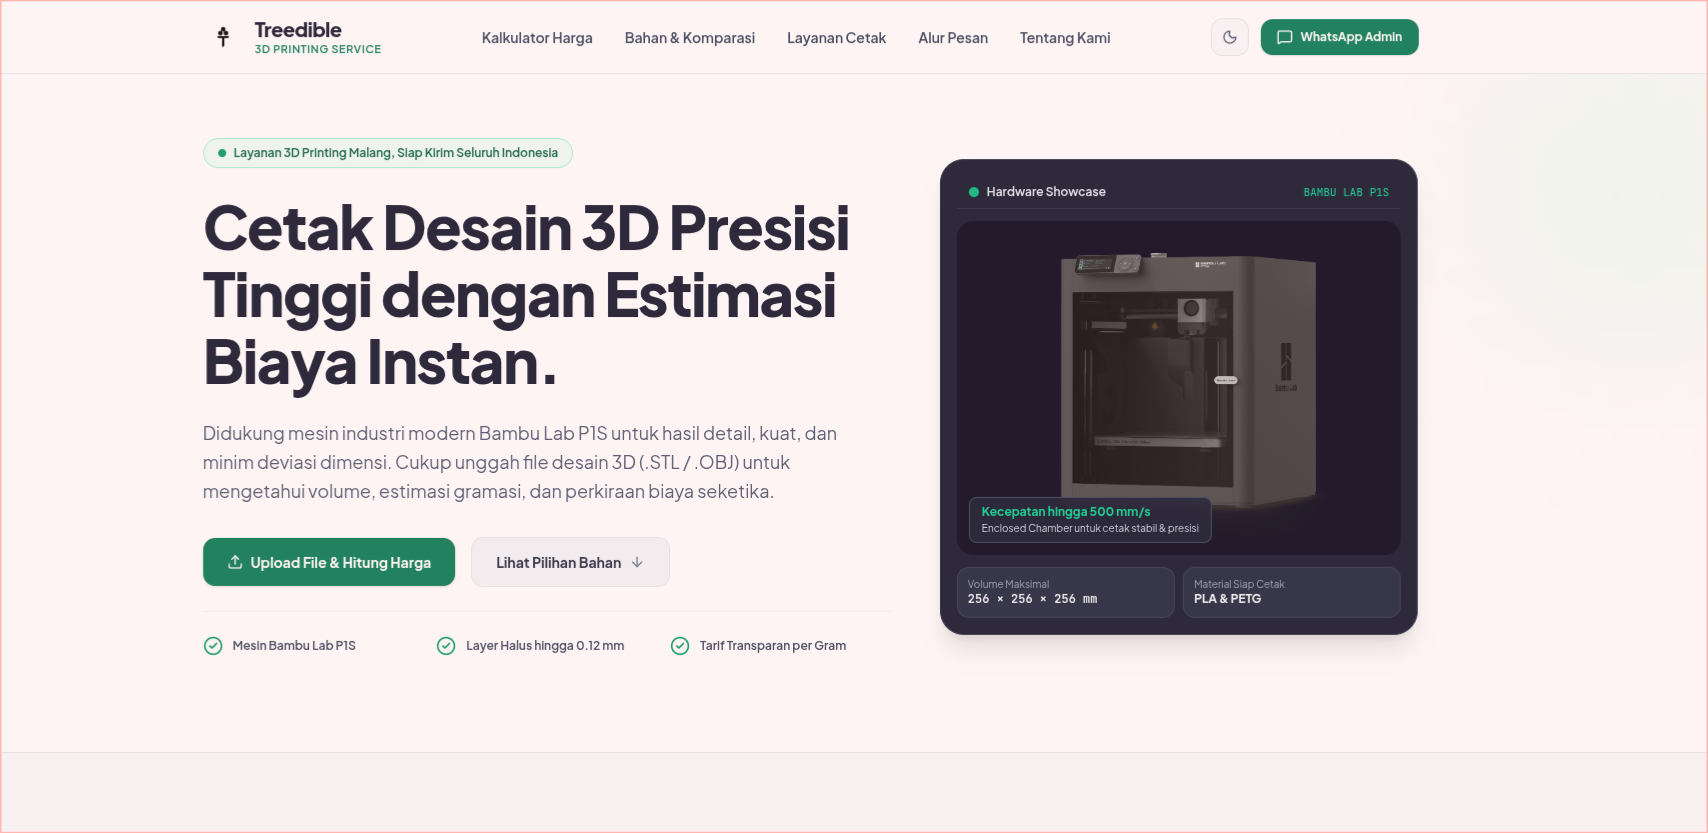 Treedible
3D PRINTING SERVICE
Kalkulator Harga
Bahan & Komparasi
Layanan Cetak
Alur Pesan
Tentang Kami
WhatsApp Admin
Layanan 3D Printing Malang, Siap Kirim Seluruh Indonesia
Cetak Desain 3D Presisi
Tinggi dengan Estimasi
Biaya Instan.
Didukung mesin industri modern Bambu Lab P1S untuk hasil detail, kuat, dan
minim deviasi dimensi. Cukup unggah file desain 3D (.STL / .OBJ) untuk
mengetahui volume, estimasi gramasi, dan perkiraan biaya seketika.
Upload File & Hitung Harga
Lihat Pilihan Bahan
Mesin Bambu Lab P1S
Layer Halus hingga 0.12 mm
Tarif Transparan per Gram
Hardware Showcase
BAMBU LAB P1S
Bambu Lab
Kecepatan hingga 500 mm/s
Enclosed Chamber untuk cetak stabil & presisi
Volume Maksimal
256 × 256 × 256 mm
Material Siap Cetak
PLA & PETG